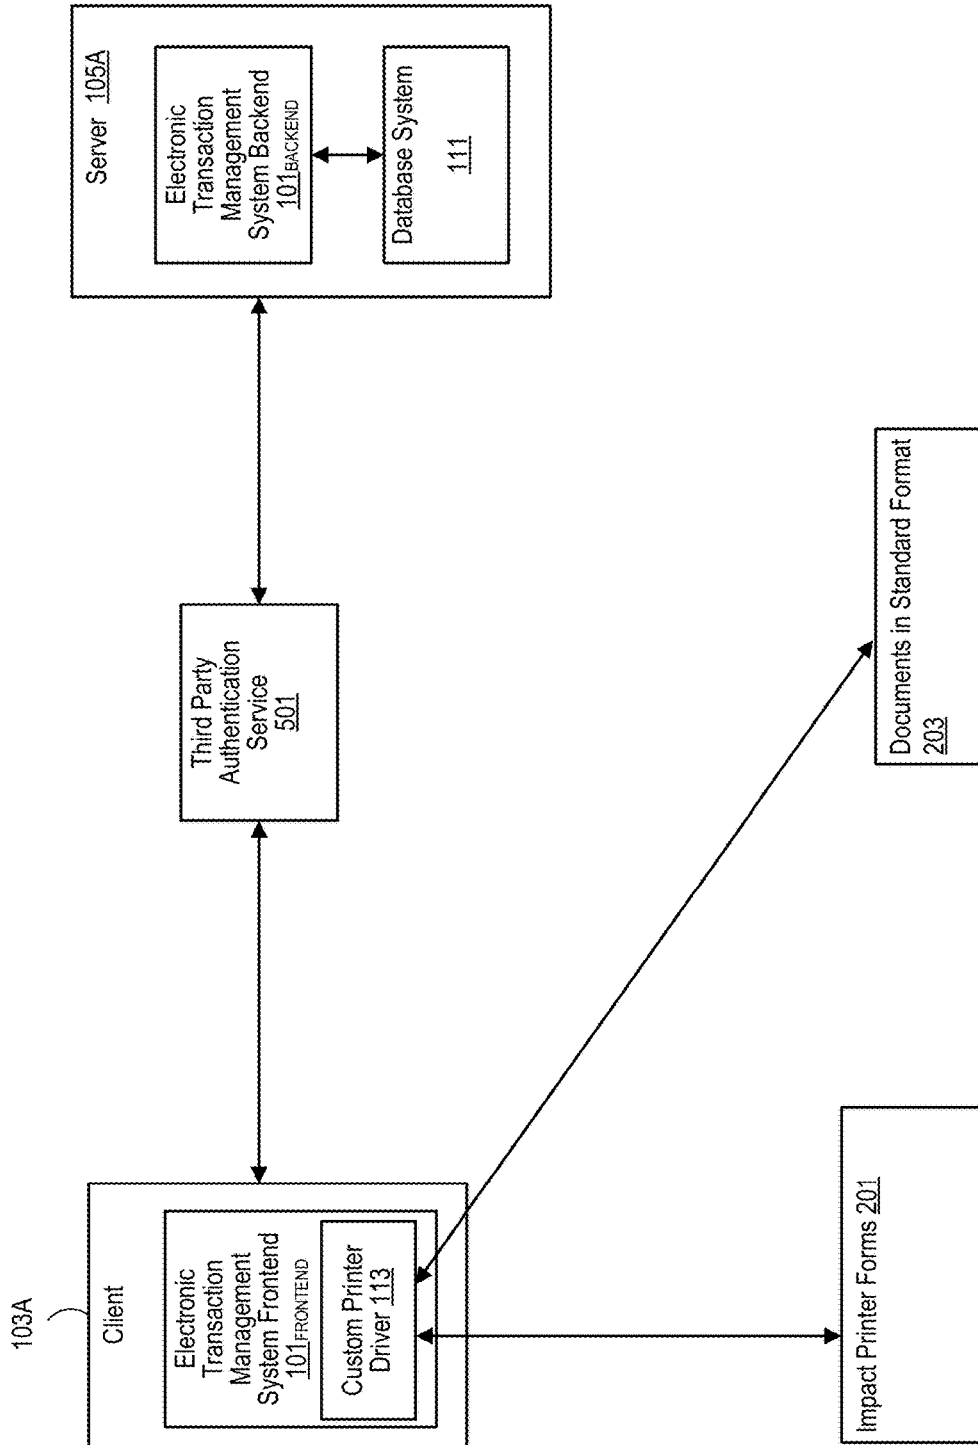 103A
Client
Electronic
Transaction
Management
System Frontend
101FRONTEND
Custom Printer
Driver 113
Third Party
Authentication
Service
501
Server 105A
Electronic
Transaction
Management
System Backend
101BACKEND
Database System
111
Impact Printer Forms 201
Documents in Standard Format
203